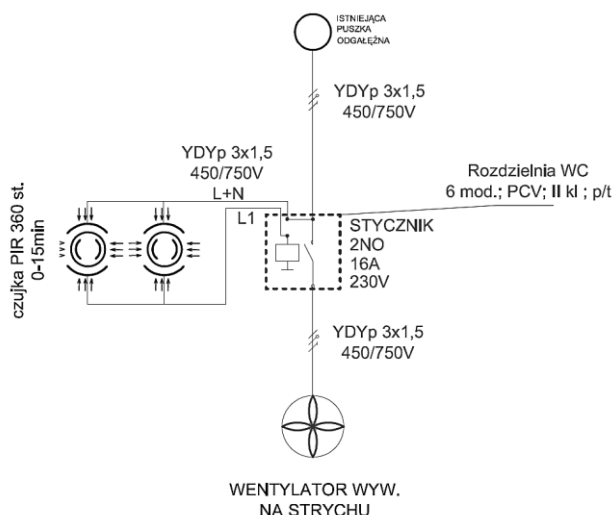 ISTNIEJĄCA
PUSZKA
ODGAŁĘŹNA
YDYp 3x1,5
450/750V
YDYp 3x1,5
450/750V
L+N
L1
Rozdzielnia WC
6 mod.; PCV; II kl ; p/t
czujka PIR 360 st.
0-15min
STYCZNIK
2NO
16A
230V
YDYp 3x1,5
450/750V
WENTYLATOR WYW.
NA STRYCHU